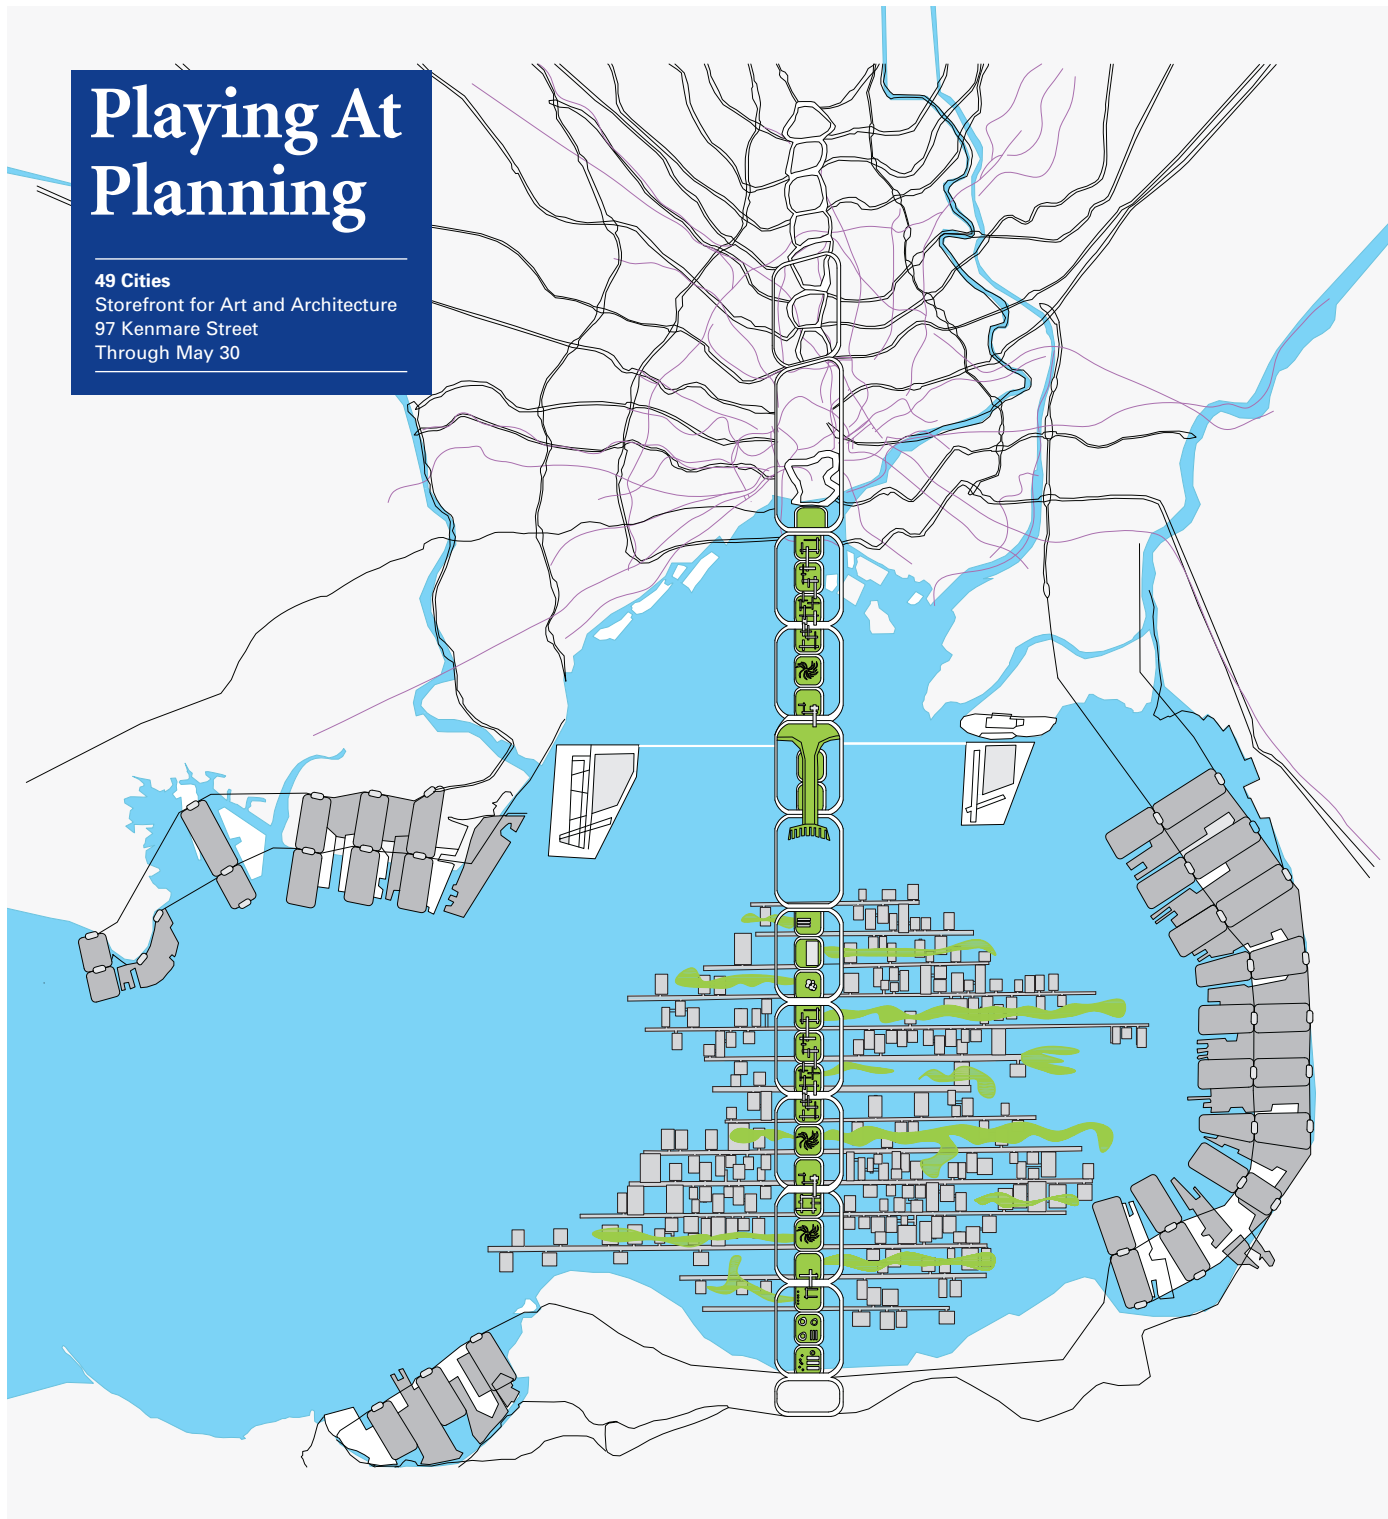 Playing At
Planning
49 Cities
Storefront for Art and Architecture
97 Kenmare Street
Through May 30